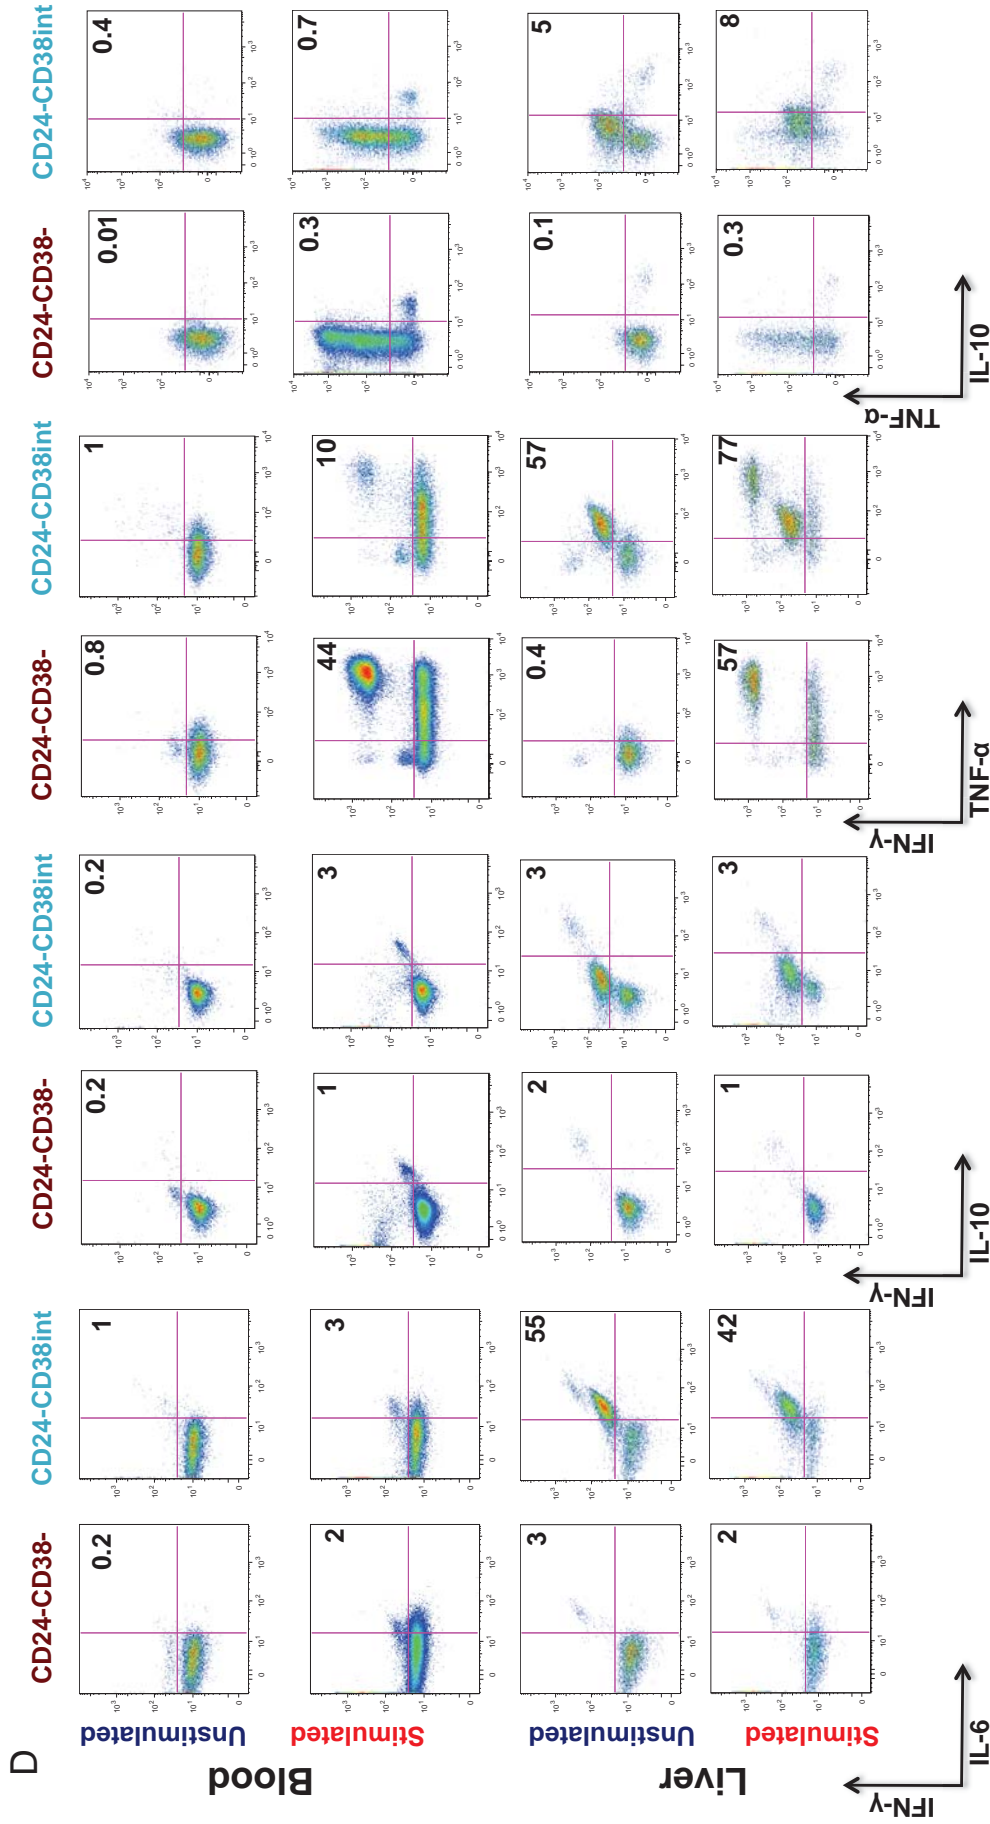 D
CD24-CD38- CD24-CD38int CD24-CD38- CD24-CD38int CD24-CD38- CD24-CD38int CD24-CD38- CD24-CD38int
Blood
Unstimulated
0.2 1 0.2 0.2 0.8 1 0.01 0.4
Stimulated
2 3 1 3 44 10 0.3 0.7
Liver
Unstimulated
3 55 2 3 0.4 57 0.1 5
Stimulated
2 42 1 3 57 77 0.3 8
IFN-γ
IL-6
IFN-γ
IL-10
IFN-γ
TNF-α
TNF-α
IL-10